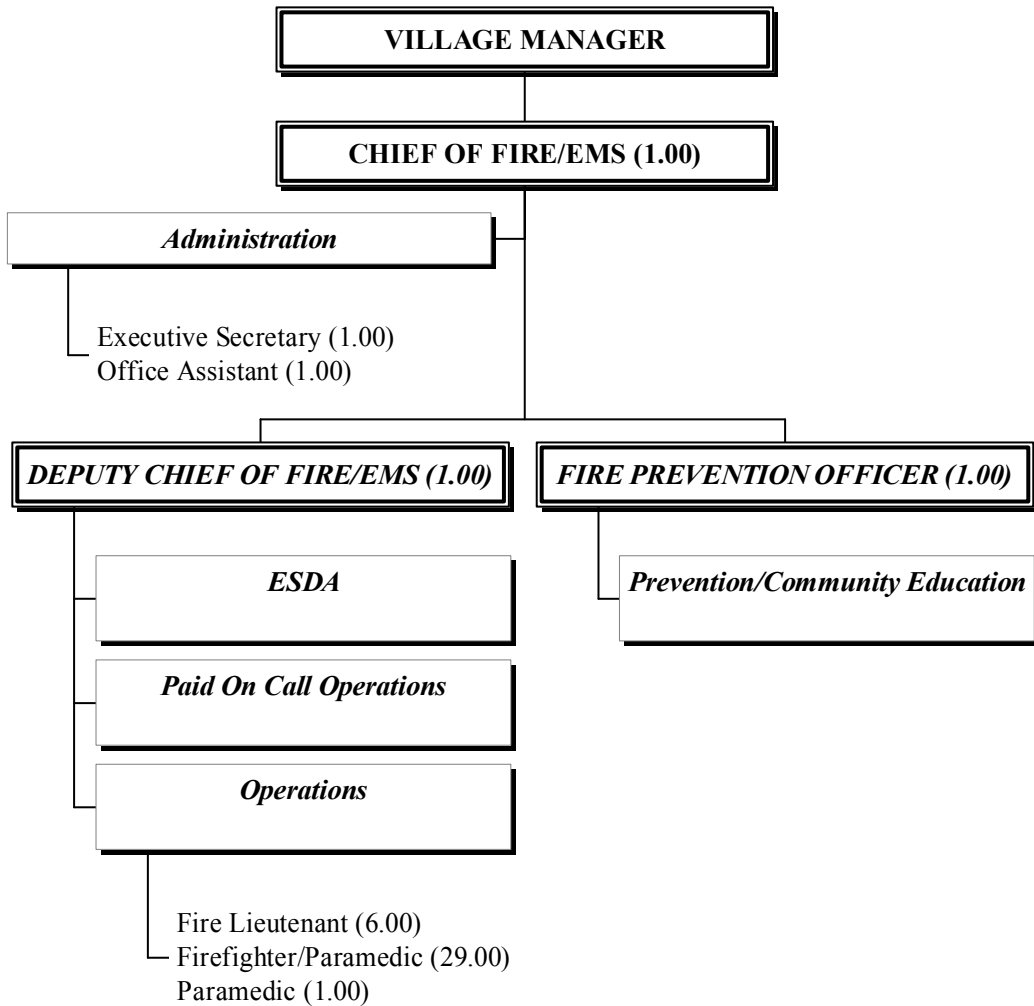 VILLAGE MANAGER
CHIEF OF FIRE/EMS (1.00)
Administration
Executive Secretary (1.00)
Office Assistant (1.00)
DEPUTY CHIEF OF FIRE/EMS (1.00)
FIRE PREVENTION OFFICER (1.00)
ESDA
Prevention/Community Education
Paid On Call Operations
Operations
Fire Lieutenant (6.00)
Firefighter/Paramedic (29.00)
Paramedic (1.00)